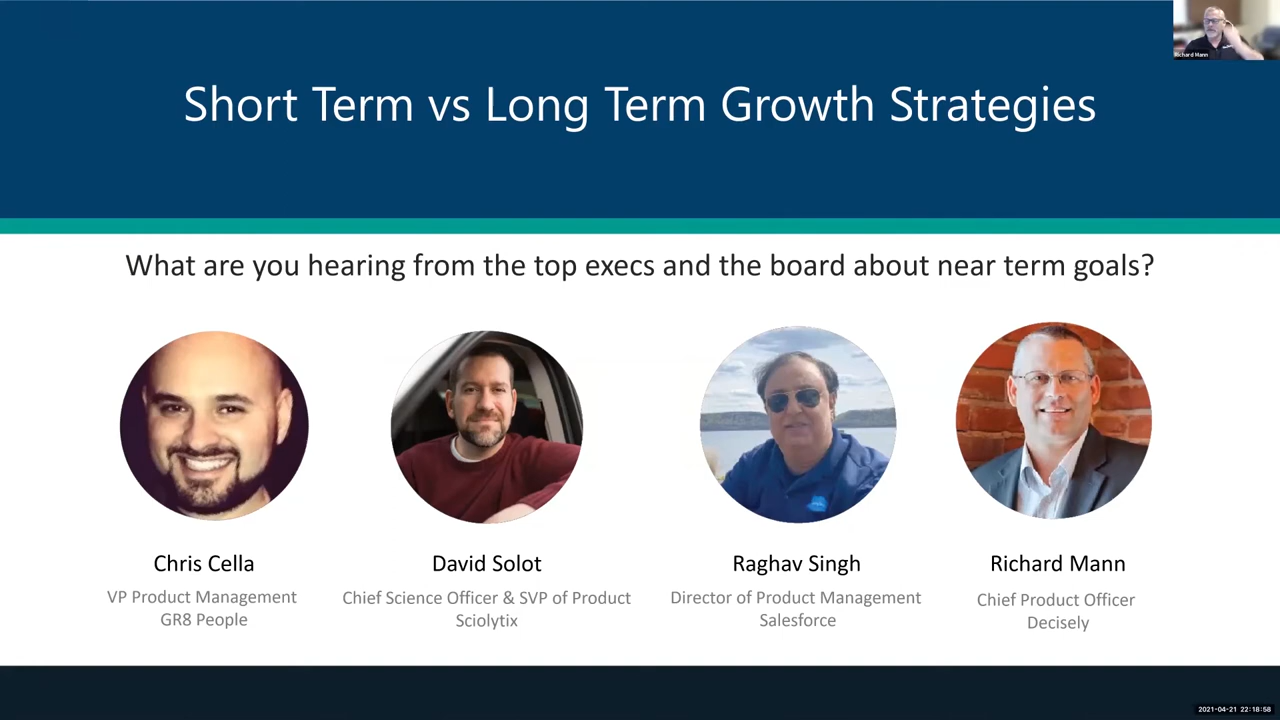 Richard Mann
Short Term vs Long Term Growth Strategies
What are you hearing from the top execs and the board about near term goals?
Chris Cella
VP Product Management
GR8 People
David Solot
Chief Science Officer & SVP of Product
Sciolytix
Raghav Singh
Director of Product Management
Salesforce
Richard Mann
Chief Product Officer
Decisely
2021-04-21 22:18:58